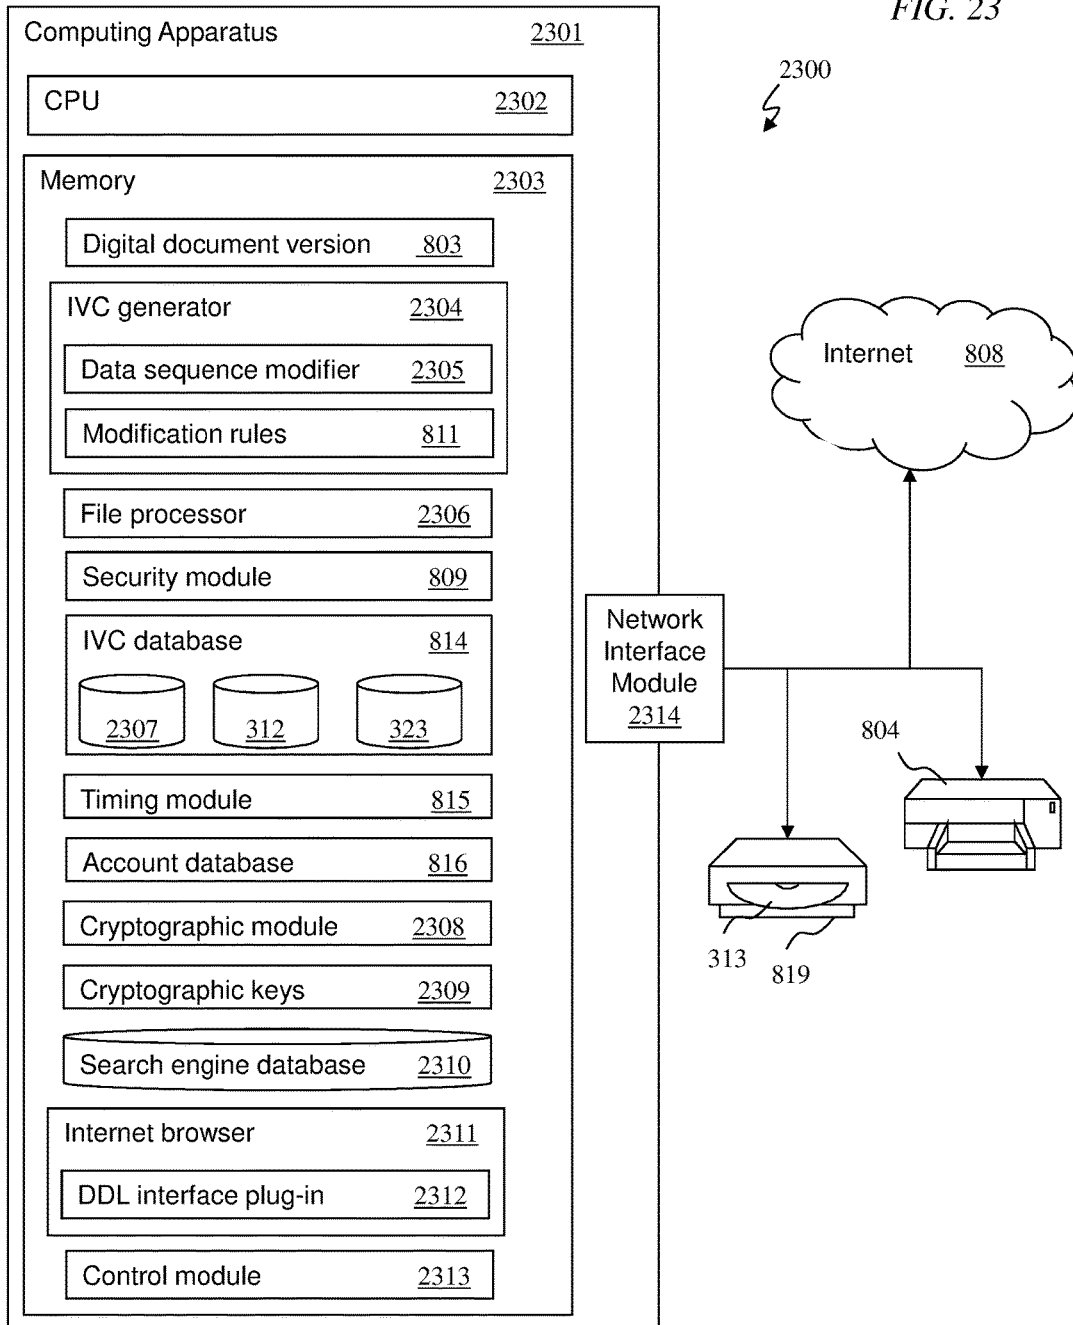 FIG. 23
Computing Apparatus 2301
2300
CPU 2302
Memory 2303
Digital document version 803
IVC generator 2304
Data sequence modifier 2305
Modification rules 811
File processor 2306
Security module 809
IVC database 814
2307 312 323
Timing module 815
Account database 816
Cryptographic module 2308
Cryptographic keys 2309
Search engine database 2310
Internet browser 2311
DDL interface plug-in 2312
Control module 2313
Network
Interface
Module
2314
Internet 808
804
313
819